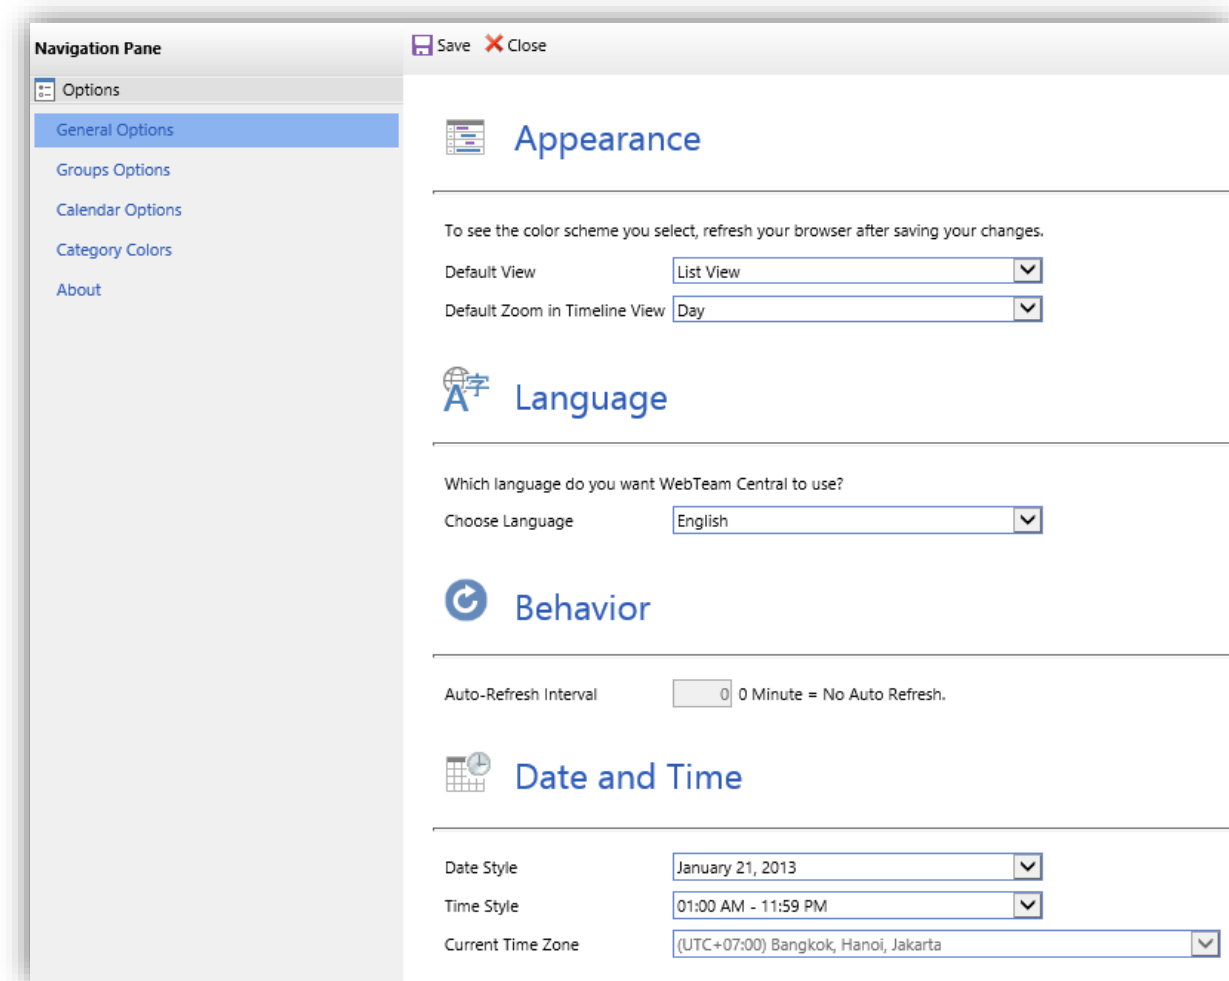 Navigation Pane
Save Close
Options
General Options
Groups Options
Calendar Options
Category Colors
About
Appearance
To see the color scheme you select, refresh your browser after saving your changes.
Default View List View
Default Zoom in Timeline View Day
A字 Language
Which language do you want WebTeam Central to use?
Choose Language English
Behavior
Auto-Refresh Interval 0 0 Minute = No Auto Refresh.
Date and Time
Date Style January 21, 2013
Time Style 01:00 AM - 11:59 PM
Current Time Zone (UTC+07:00) Bangkok, Hanoi, Jakarta